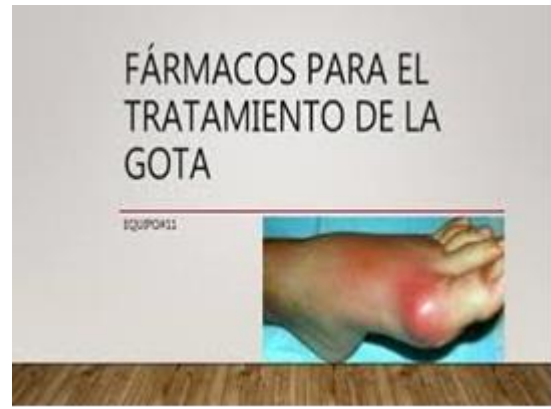 FÁRMACOS PARA EL
TRATAMIENTO DE LA
GOTA
EQUIPO#11